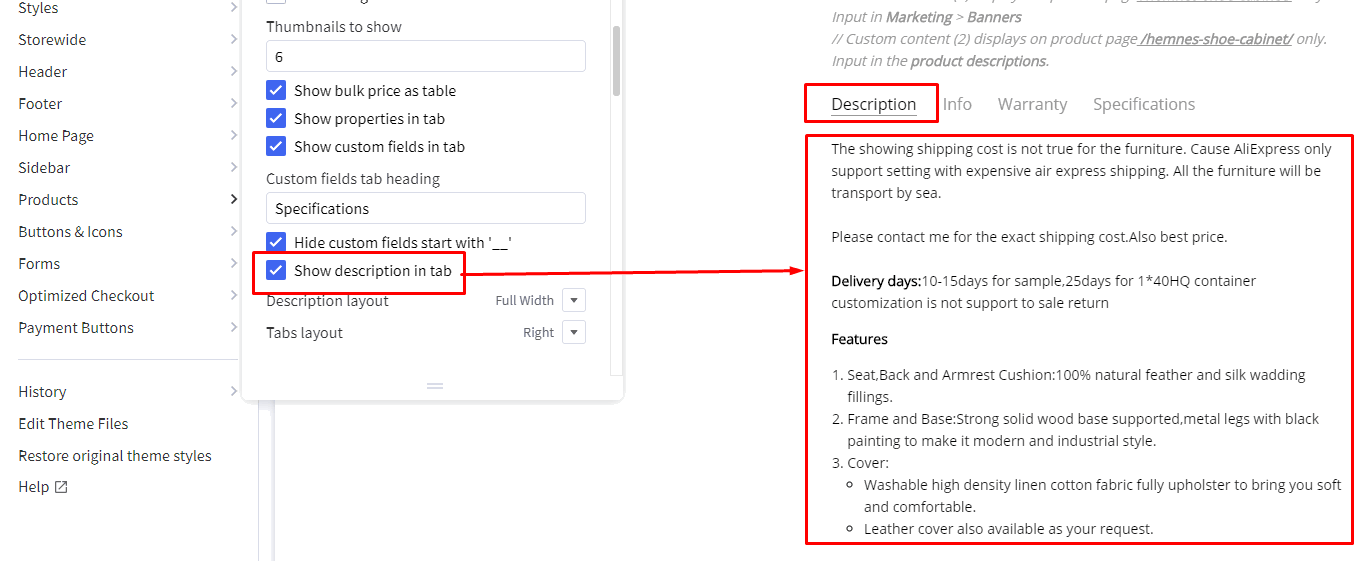 Styles
Storewide
Header
Footer
Home Page
Sidebar
Products
Buttons & Icons
Forms
Optimized Checkout
Payment Buttons
History
Edit Theme Files
Restore original theme styles
Help
Thumbnails to show
6
Show bulk price as table
Show properties in tab
Show custom fields in tab
Custom fields tab heading
Specifications
Hide custom fields start with '__'
Show description in tab
Description layout
Full Width
Tabs layout
Right
Input in Marketing > Banners
// Custom content (2) displays on product page /hemnes-shoe-cabinet/ only.
Input in the product descriptions.
Description Info Warranty Specifications
The showing shipping cost is not true for the furniture. Cause AliExpress only
support setting with expensive air express shipping. All the furniture will be
transport by sea.
Please contact me for the exact shipping cost.Also best price.
Delivery days:10-15days for sample,25days for 1*40HQ container
customization is not support to sale return
Features
1. Seat,Back and Armrest Cushion:100% natural feather and silk wadding
fillings.
2. Frame and Base:Strong solid wood base supported,metal legs with black
painting to make it modern and industrial style.
3. Cover:
Washable high density linen cotton fabric fully upholster to bring you soft
and comfortable.
Leather cover also available as your request.